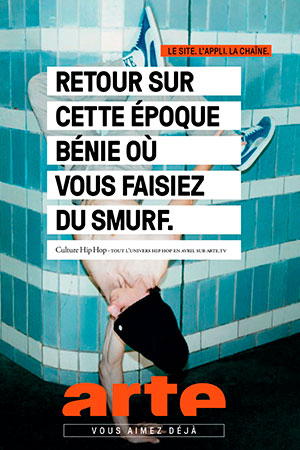 LE SITE. L'APPLI. LA CHAÎNE.
RETOUR SUR
CETTE ÉPOQUE
BÉNIE OÙ
VOUS FAISIEZ
DU SMURF.
Culture Hip Hop - TOUT L'UNIVERS HIP HOP EN AVRIL SUR ARTE.TV
arte
VOUS AIMEZ DÉJÀ